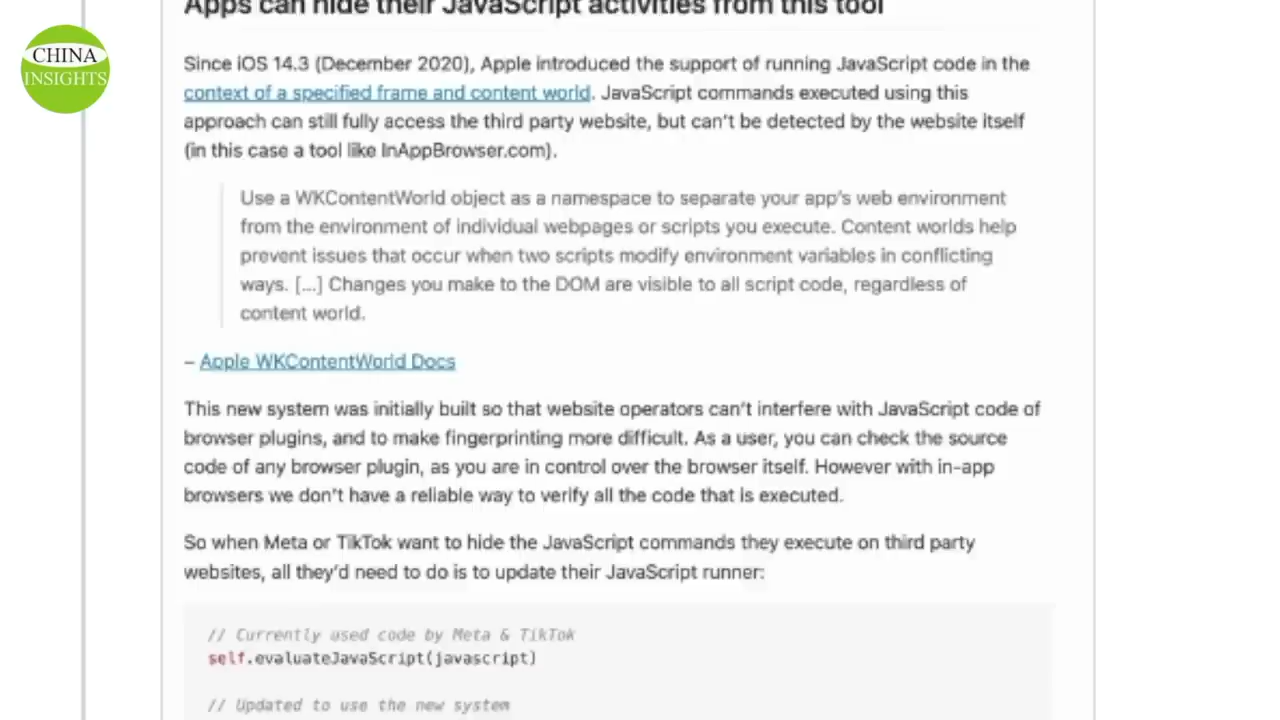 Apps can hide their JavaScript activities from this tool
CHINA
INSIGHTS
Since iOS 14.3 (December 2020), Apple introduced the support of running JavaScript code in the
context of a specified frame and content world. JavaScript commands executed using this
approach can still fully access the third party website, but can't be detected by the website itself
(in this case a tool like InAppBrowser.com).
Use a WKContentWorld object as a namespace to separate your app's web environment
from the environment of individual webpages or scripts you execute. Content worlds help
prevent issues that occur when two scripts modify environment variables in conflicting
ways. [...] Changes you make to the DOM are visible to all script code, regardless of
content world.
– Apple WKContentWorld Docs
This new system was initially built so that website operators can't interfere with JavaScript code of
browser plugins, and to make fingerprinting more difficult. As a user, you can check the source
code of any browser plugin, as you are in control over the browser itself. However with in-app
browsers we don't have a reliable way to verify all the code that is executed.
So when Meta or TikTok want to hide the JavaScript commands they execute on third party
websites, all they'd need to do is to update their JavaScript runner:
// Currently used code by Meta & TikTok
self.evaluateJavaScript(javascript)
// Updated to use the new system